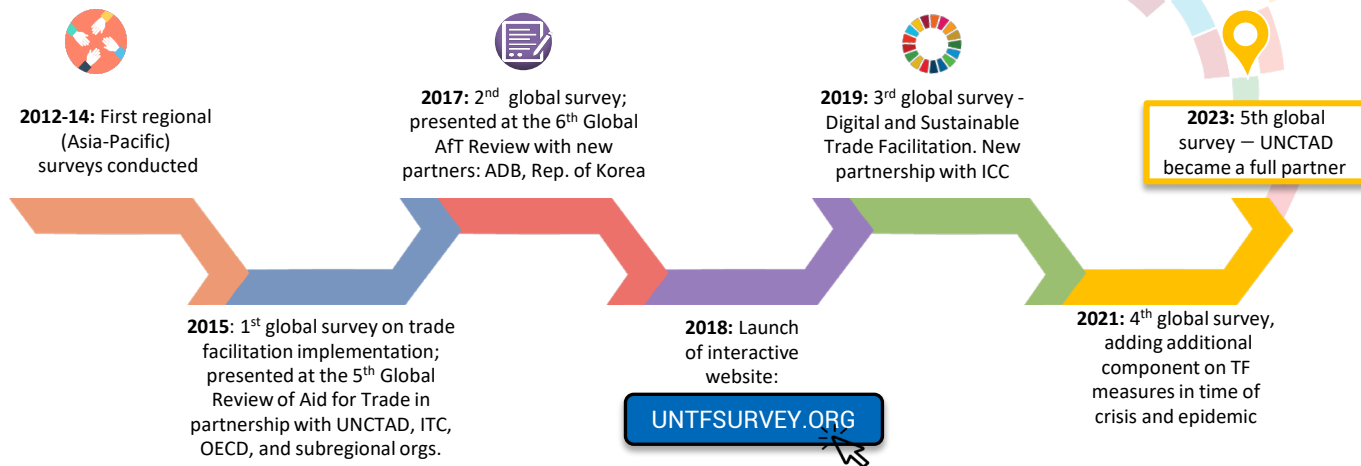 2012-14: First regional
(Asia-Pacific)
surveys conducted
2017: 2nd global survey;
presented at the 6th Global
AfT Review with new
partners: ADB, Rep. of Korea
2019: 3rd global survey -
Digital and Sustainable
Trade Facilitation. New
partnership with ICC
2023: 5th global
survey – UNCTAD
became a full partner
2015: 1st global survey on trade
facilitation implementation;
presented at the 5th Global
Review of Aid for Trade in
partnership with UNCTAD, ITC,
OECD, and subregional orgs.
2018: Launch
of interactive
website:
UNTFSURVEY.ORG
2021: 4th global survey,
adding additional
component on TF
measures in time of
crisis and epidemic